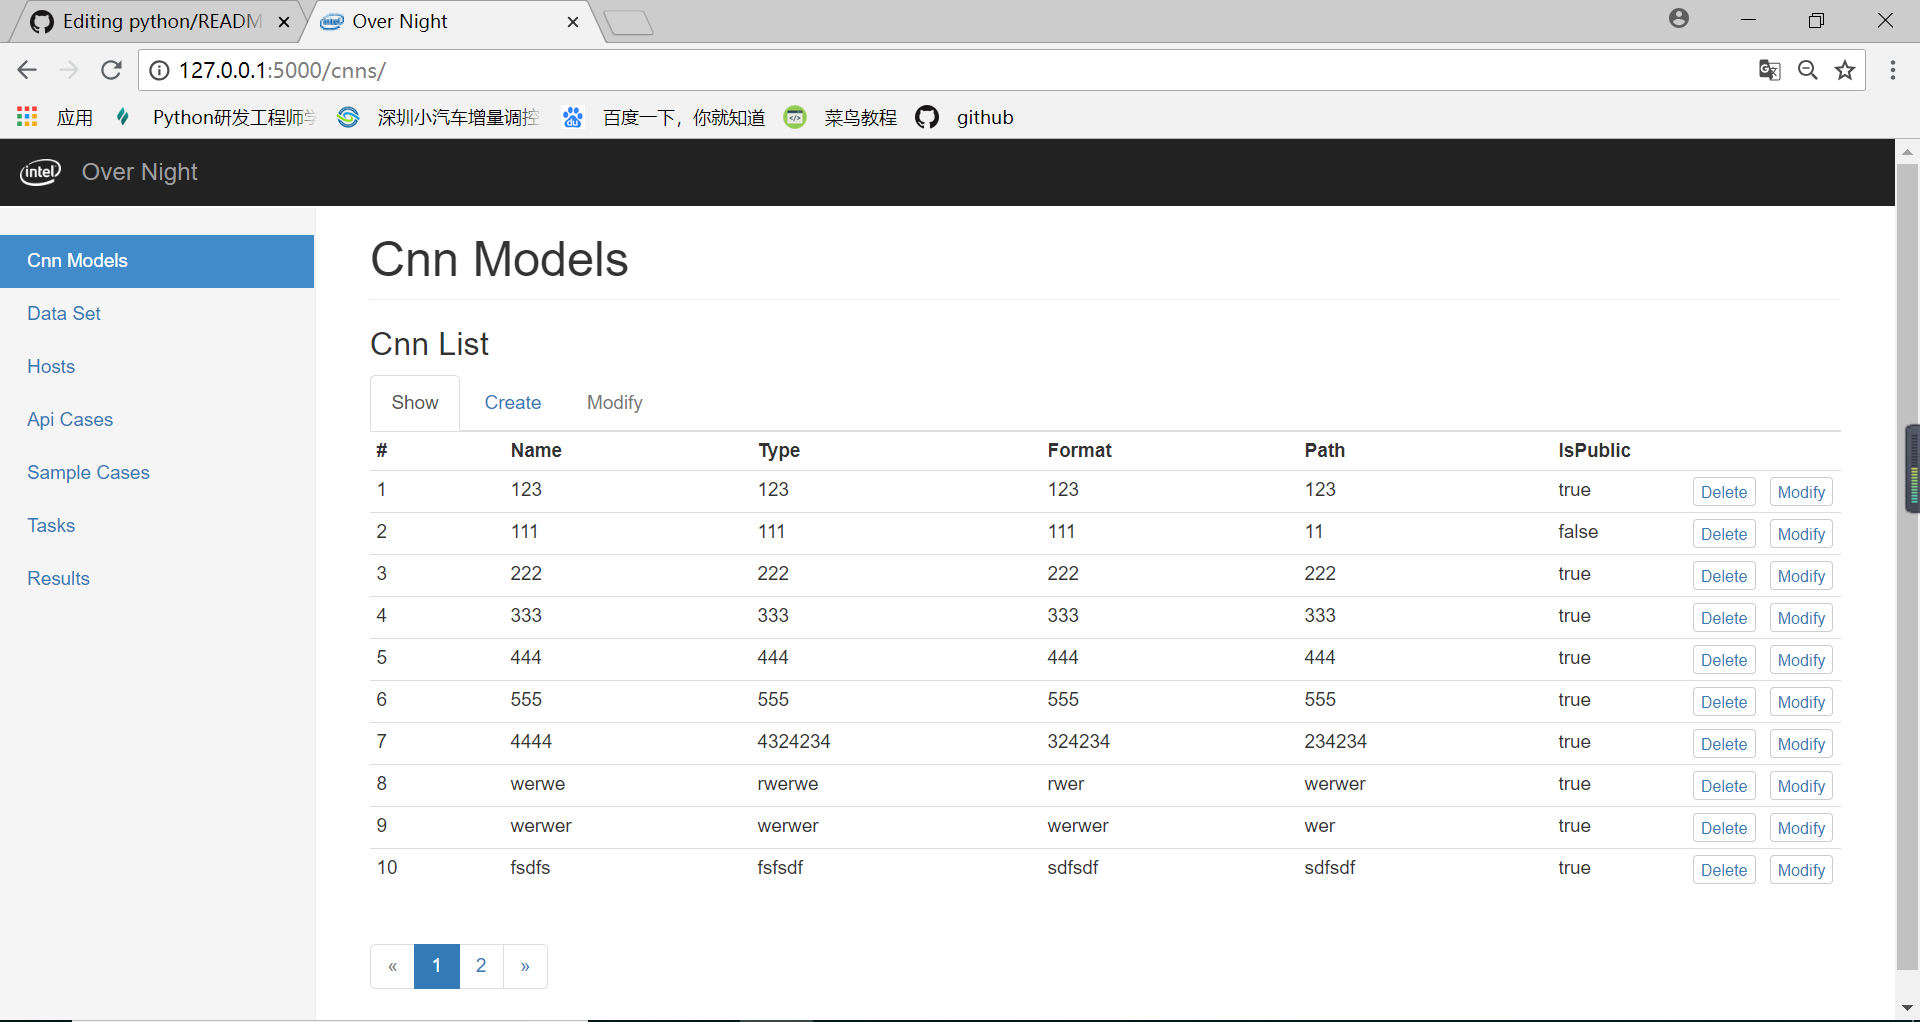 Editing python/READM
Over Night
127.0.0.1:5000/cnns/
应用 Python研发工程师学 深圳小汽车增量调控 百度一下，你就知道 菜鸟教程 github
intel Over Night
Cnn Models
Data Set
Hosts
Api Cases
Sample Cases
Tasks
Results
Cnn Models
Cnn List
Show Create Modify
# Name Type Format Path IsPublic
1 123 123 123 123 true Delete Modify
2 111 111 111 11 false Delete Modify
3 222 222 222 222 true Delete Modify
4 333 333 333 333 true Delete Modify
5 444 444 444 444 true Delete Modify
6 555 555 555 555 true Delete Modify
7 4444 4324234 324234 234234 true Delete Modify
8 werwe rwerwe rwer werwer true Delete Modify
9 werwer werwer werwer wer true Delete Modify
10 fsdfs fsfsdf sdfsdf sdfsdf true Delete Modify
« 1 2 »